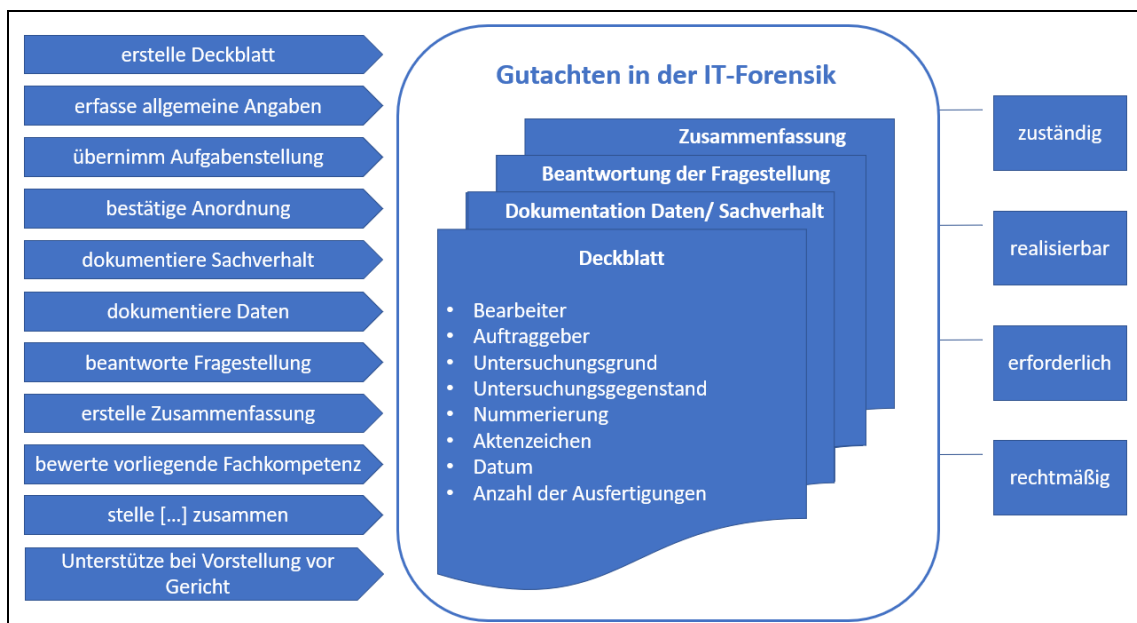 erstelle Deckblatt
erfasse allgemeine Angaben
übernimm Aufgabenstellung
bestätige Anordnung
dokumentiere Sachverhalt
dokumentiere Daten
beantworte Fragestellung
erstelle Zusammenfassung
bewerte vorliegende Fachkompetenz
stelle [...] zusammen
Unterstütze bei Vorstellung vor
Gericht
Gutachten in der IT-Forensik
Zusammenfassung
Beantwortung der Fragestellung
Dokumentation Daten/ Sachverhalt
Deckblatt
• Bearbeiter
• Auftraggeber
• Untersuchungsgrund
• Untersuchungsgegenstand
• Nummerierung
• Aktenzeichen
• Datum
• Anzahl der Ausfertigungen
zuständig
realisierbar
erforderlich
rechtmäßig